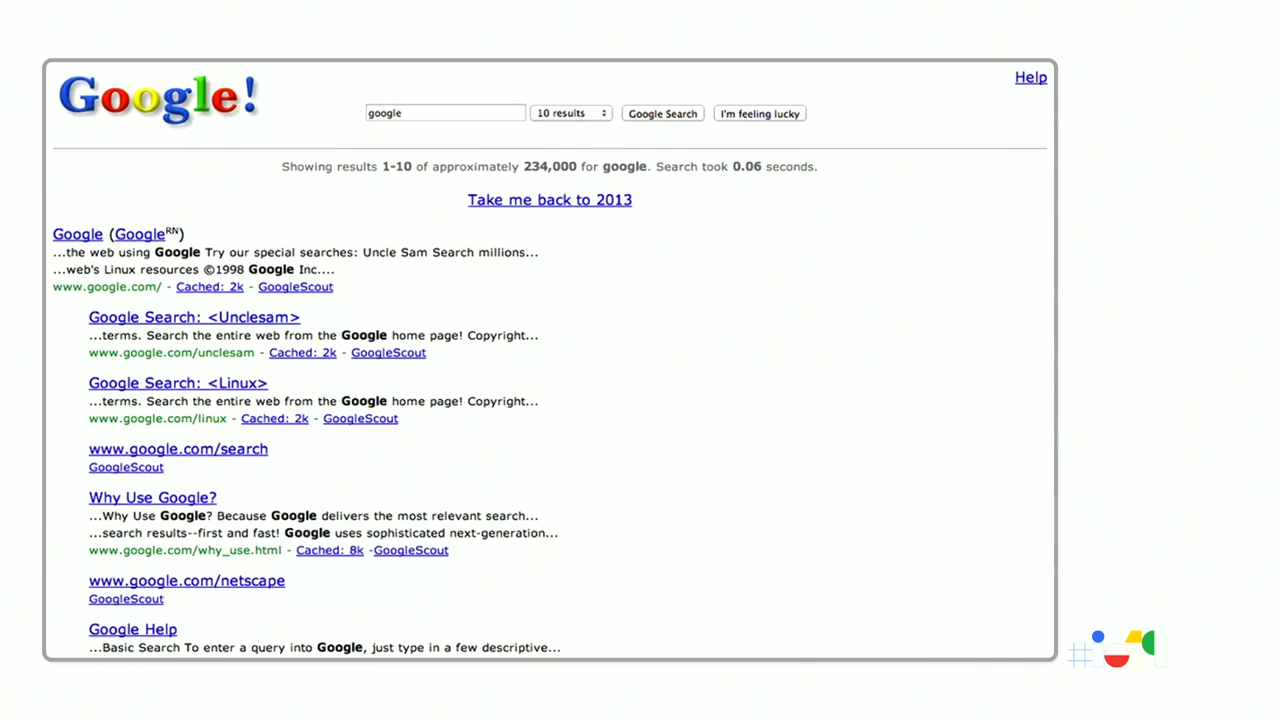 Google!
Help
google 10 results Google Search I'm feeling lucky
Showing results 1-10 of approximately 234,000 for google. Search took 0.06 seconds.
Take me back to 2013
Google (GoogleRN)
...the web using Google Try our special searches: Uncle Sam Search millions...
...web's Linux resources ©1998 Google Inc....
www.google.com/ - Cached: 2k - GoogleScout
Google Search: <Unclesam>
...terms. Search the entire web from the Google home page! Copyright...
www.google.com/unclesam - Cached: 2k - GoogleScout
Google Search: <Linux>
...terms. Search the entire web from the Google home page! Copyright...
www.google.com/linux - Cached: 2k - GoogleScout
www.google.com/search
GoogleScout
Why Use Google?
...Why Use Google? Because Google delivers the most relevant search...
...search results--first and fast! Google uses sophisticated next-generation...
www.google.com/why_use.html - Cached: 8k -GoogleScout
www.google.com/netscape
GoogleScout
Google Help
...Basic Search To enter a query into Google, just type in a few descriptive...